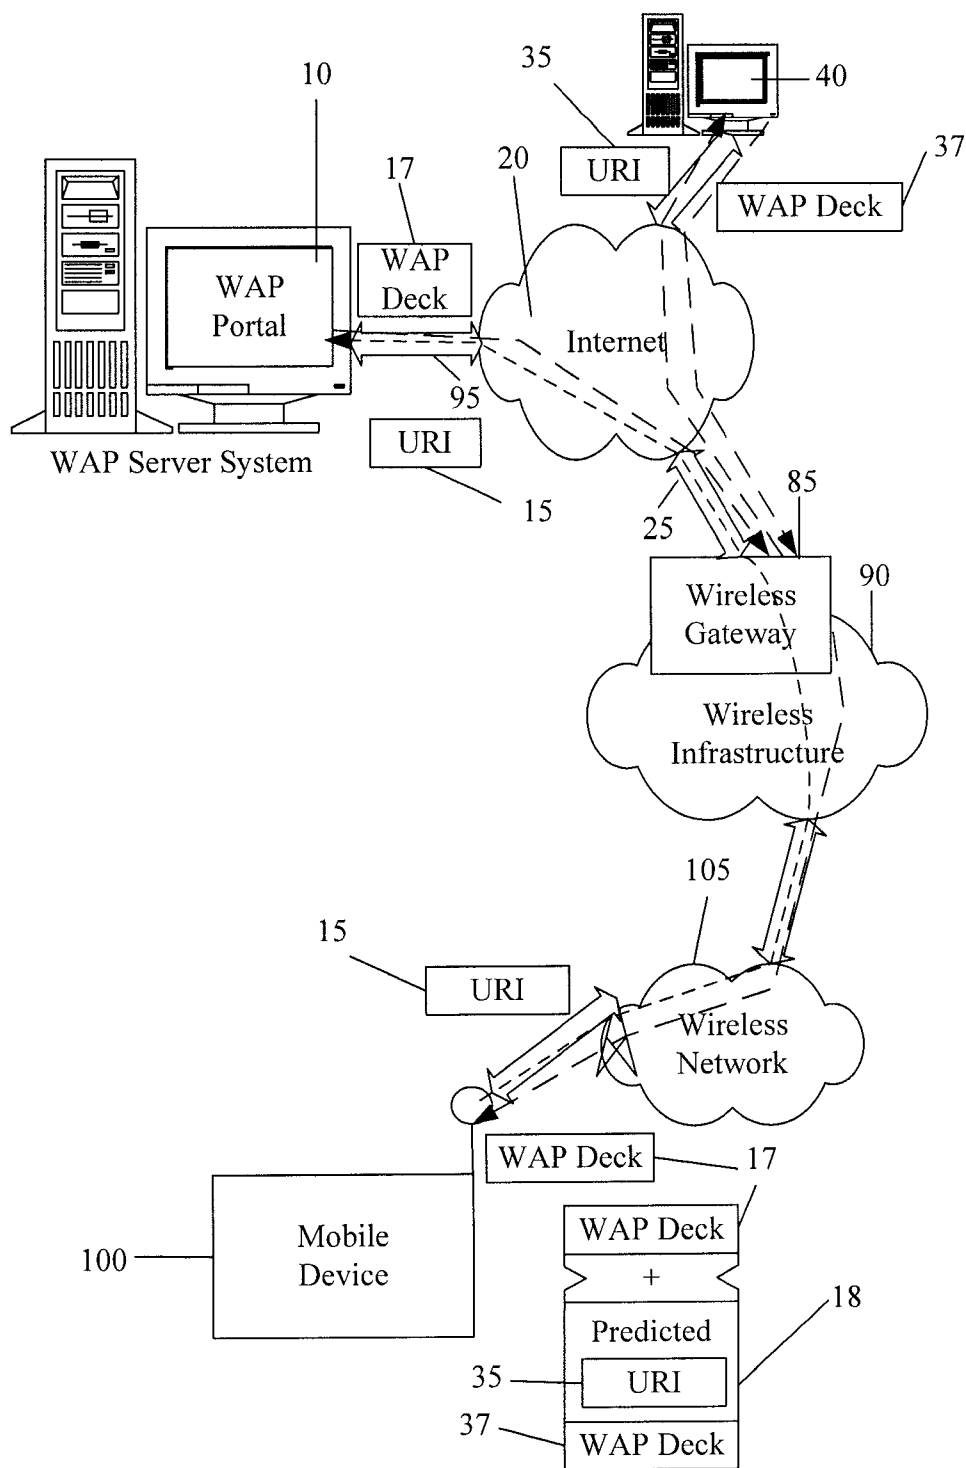 35
40
10
37
17
20
URI
WAP Deck
WAP
Deck
WAP
Portal
Internet
95
URI
WAP Server System
85
15
25
90
Wireless
Gateway
Wireless
Infrastructure
105
15
URI
Wireless
Network
WAP Deck
17
WAP Deck
Mobile
Device
100
+
18
Predicted
35
URI
37
WAP Deck